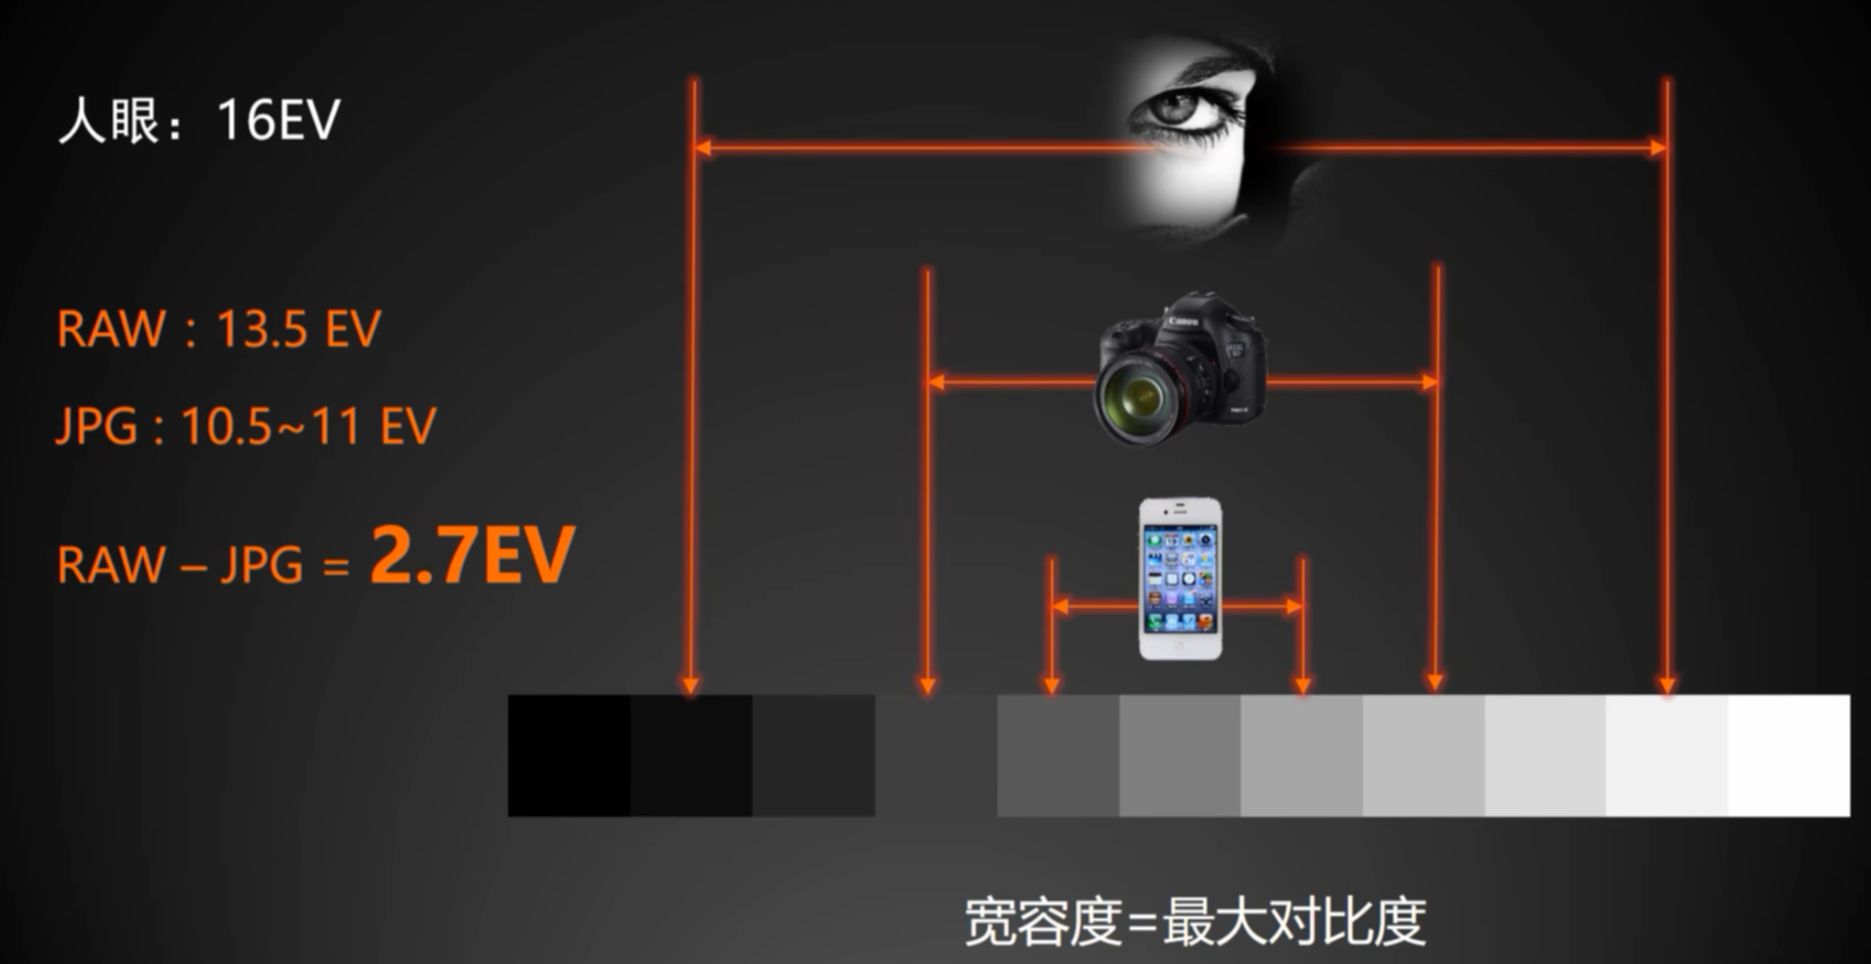 人眼：16EV
RAW : 13.5 EV
JPG : 10.5~11 EV
RAW – JPG = 2.7EV
Canon
宽容度=最大对比度